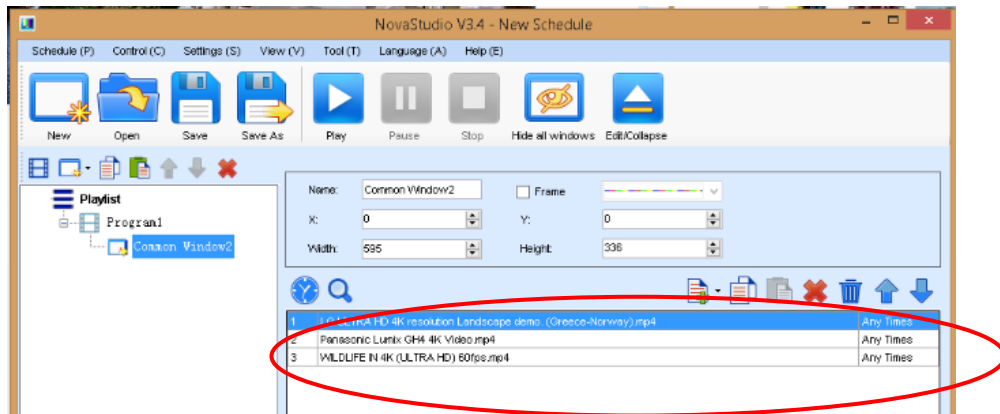 NovaStudio V3.4 - New Schedule
Schedule (P) Control (C) Settings (S) View (V) Tool (T) Language (A) Help (E)
New Open Save Save As Play Pause Stop Hide all windows Edit/Collapse
Playlist
Program1
Common Window2
Name: Common Window2 Frame
X: 0 Y: 0
Width: 595 Height: 336
1 LG ULTRA HD 4K resolution Landscape demo. (Greece-Norway).mp4 Any Times
2 Panasonic Lumix GH4 4K Video.mp4 Any Times
3 WILDLIFE IN 4K (ULTRA HD) 60fps.mp4 Any Times